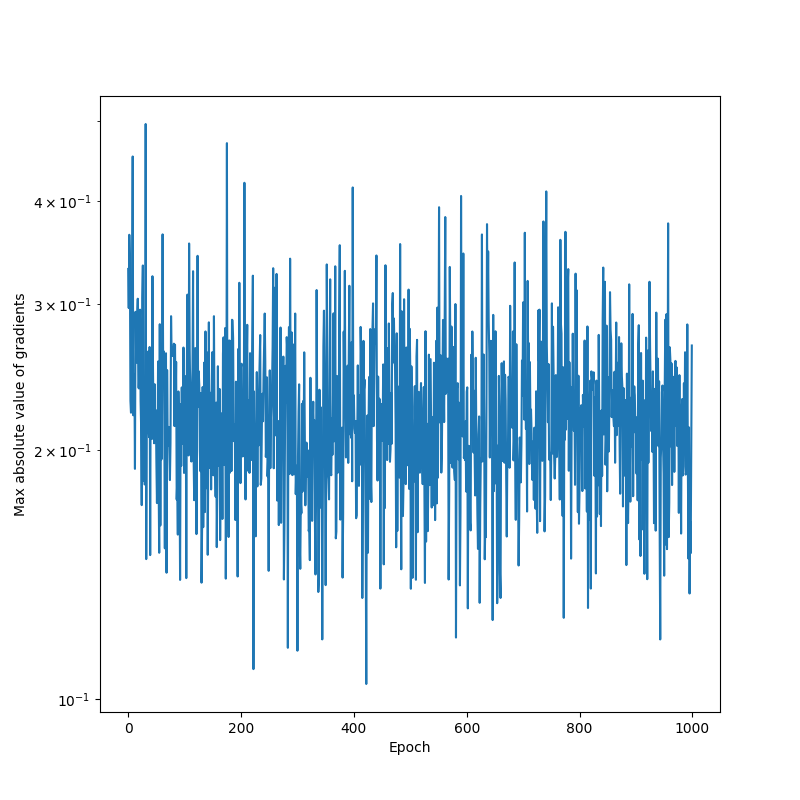 Max absolute value of gradients
4 × 10⁻¹
3 × 10⁻¹
2 × 10⁻¹
10⁻¹
0 200 400 600 800 1000
Epoch